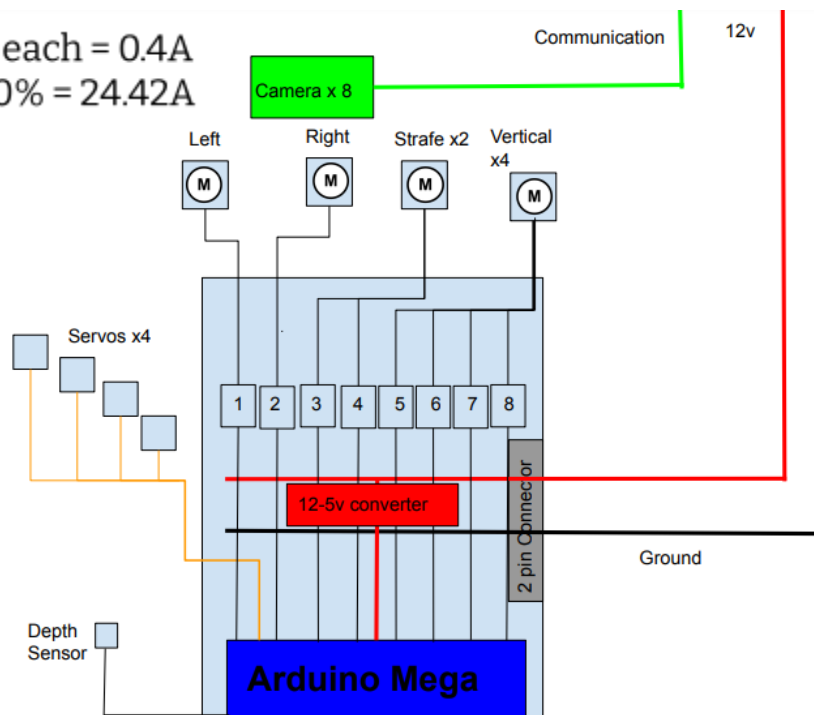 each = 0.4A
0% = 24.42A
Communication
12v
Camera x 8
Left
Right
Strafe x2
Vertical
x4
M
M
M
M
Servos x4
1
2
3
4
5
6
7
8
12-5v converter
2 pin Connector
Ground
Depth
Sensor
Arduino Mega